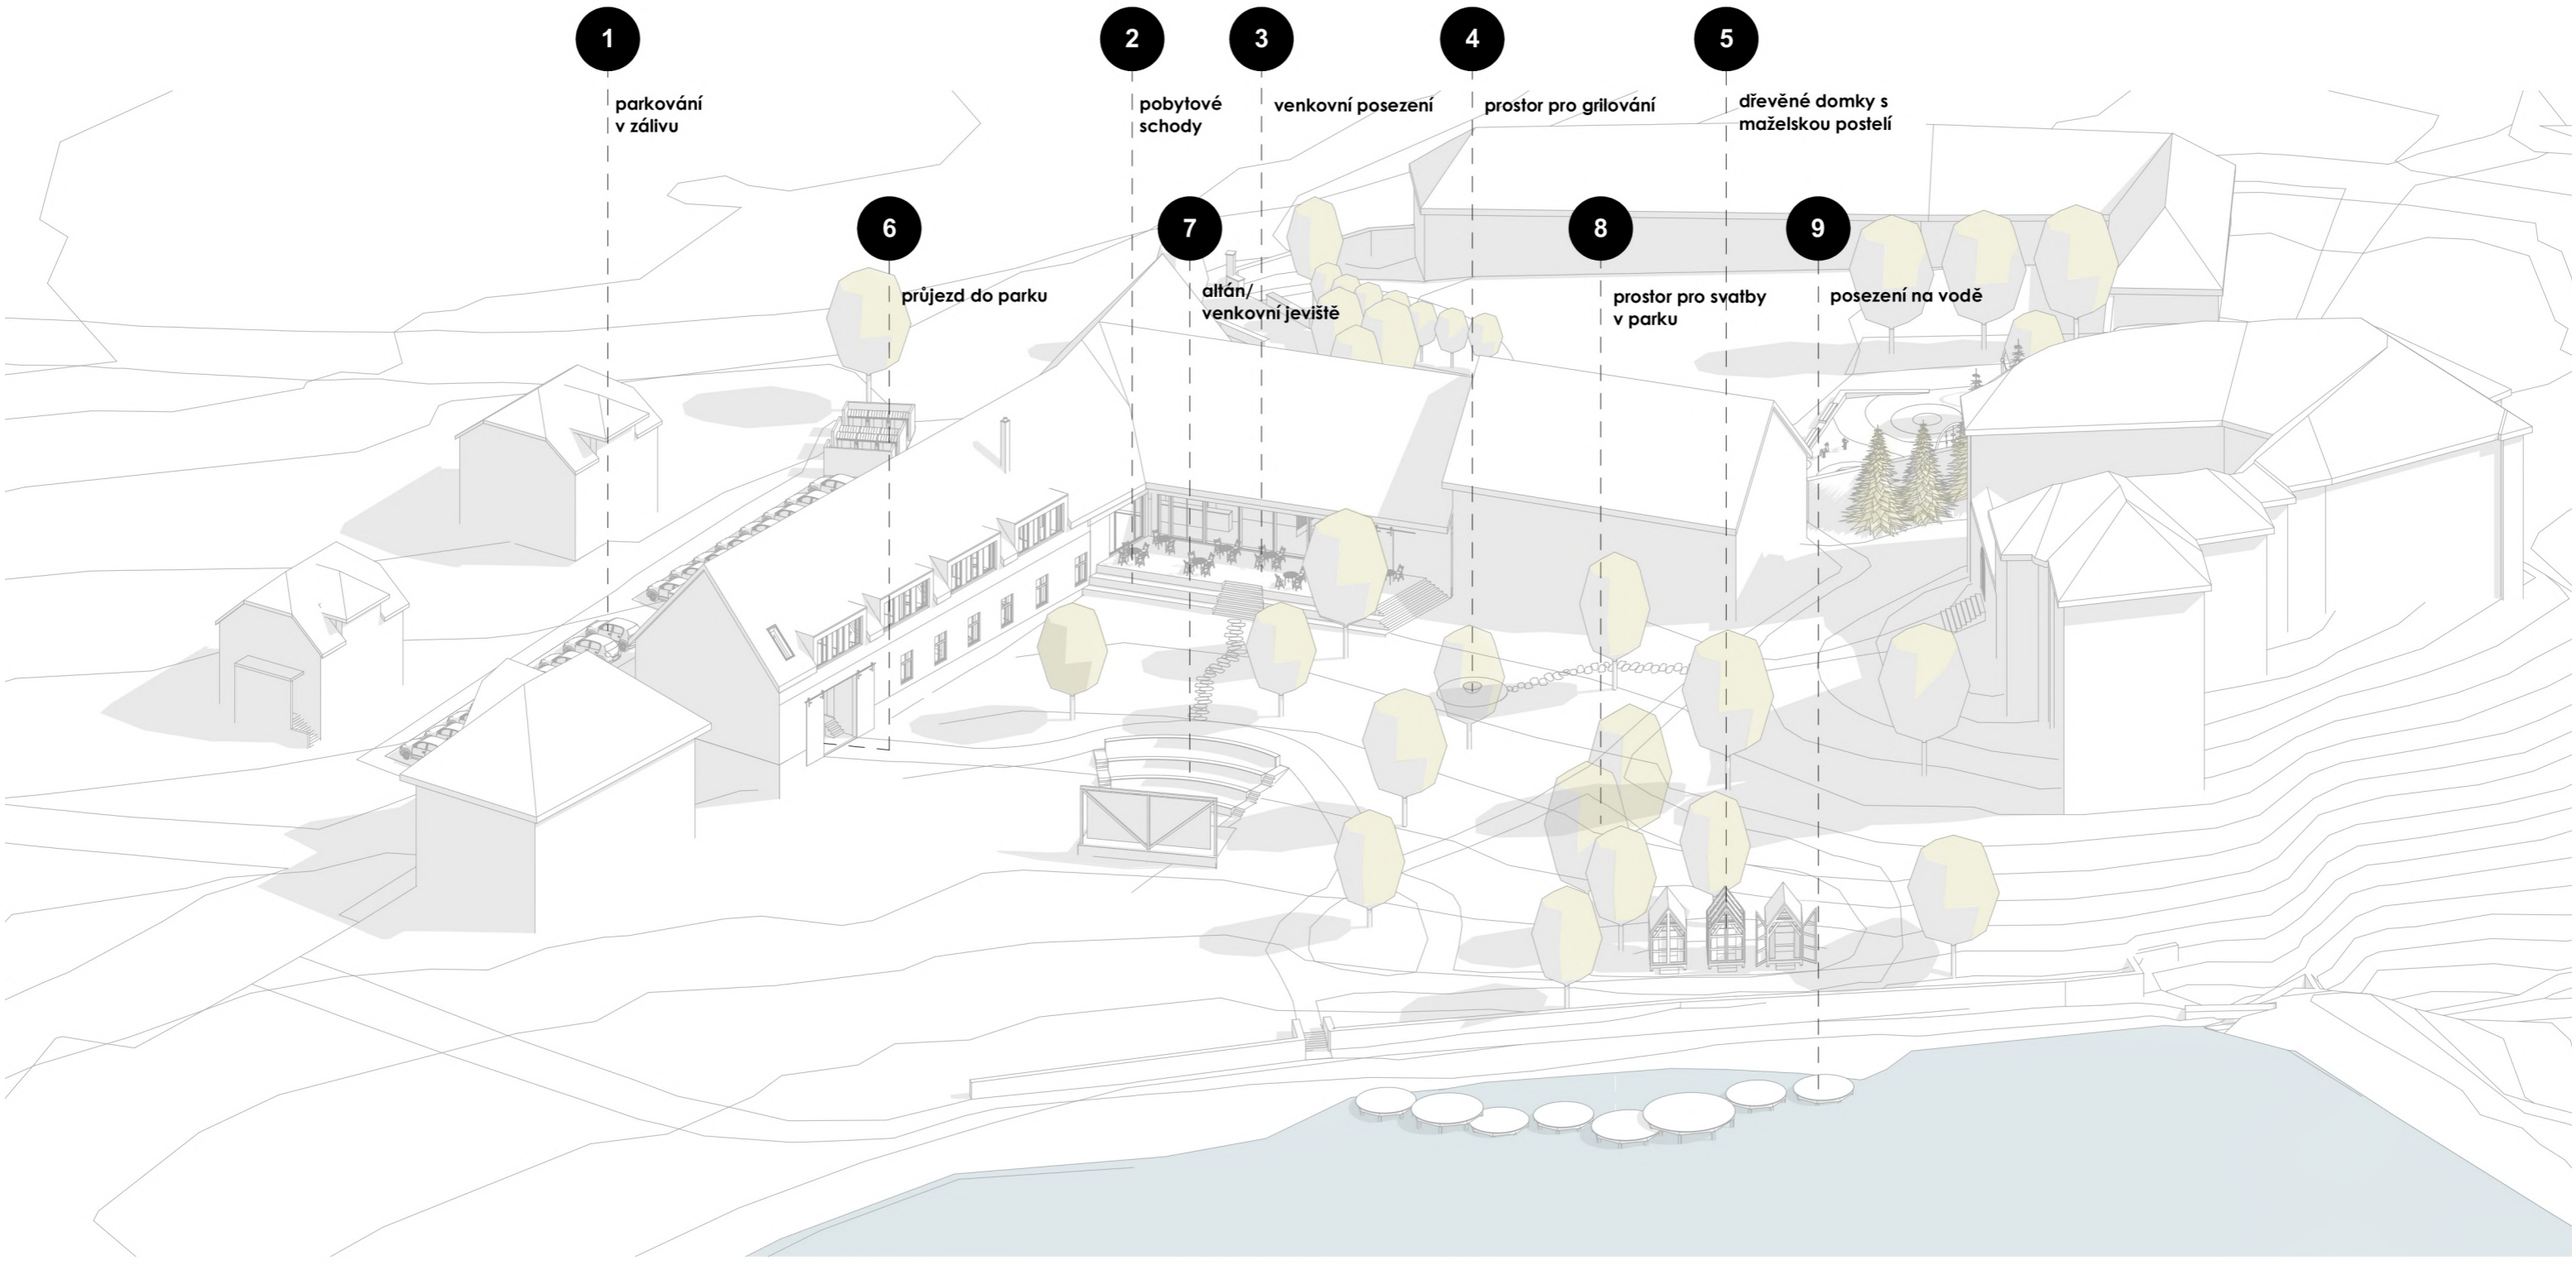 1
parkování
v zálivu
2
pobytové
schody
3
venkovní posezení
4
prostor pro grilování
5
dřevěné domky s
maželskou postelí
6
průjezd do parku
7
altán/
venkovní jeviště
8
prostor pro svatby
v parku
9
posezení na vodě